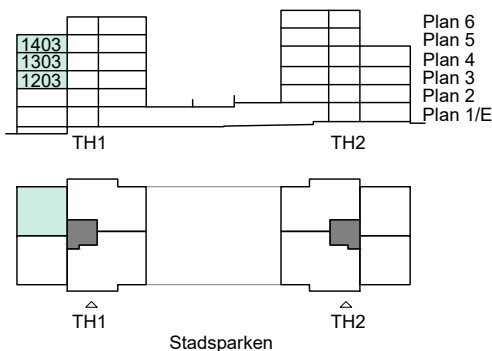 Plan 6
Plan 5
1403
Plan 4
1303
Plan 3
1203
Plan 2
Plan 1/E
TH1
TH2
TH1
TH2
Stadsparken